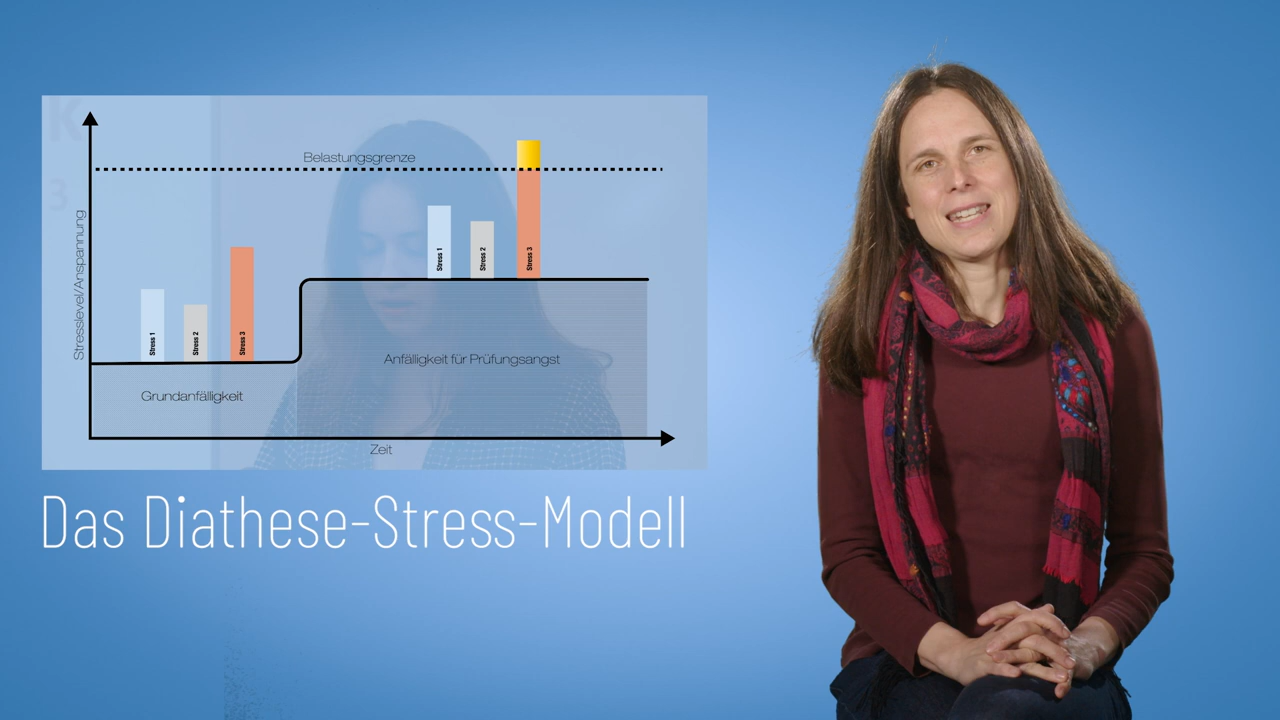 Belastungsgrenze
Stresslevel/Anspannung
Stress 1
Stress 2
Stress 3
Stress 1
Stress 2
Stress 3
Anfälligkeit für Prüfungsangst
Grundanfälligkeit
Zeit
Das Diathese-Stress-Modell